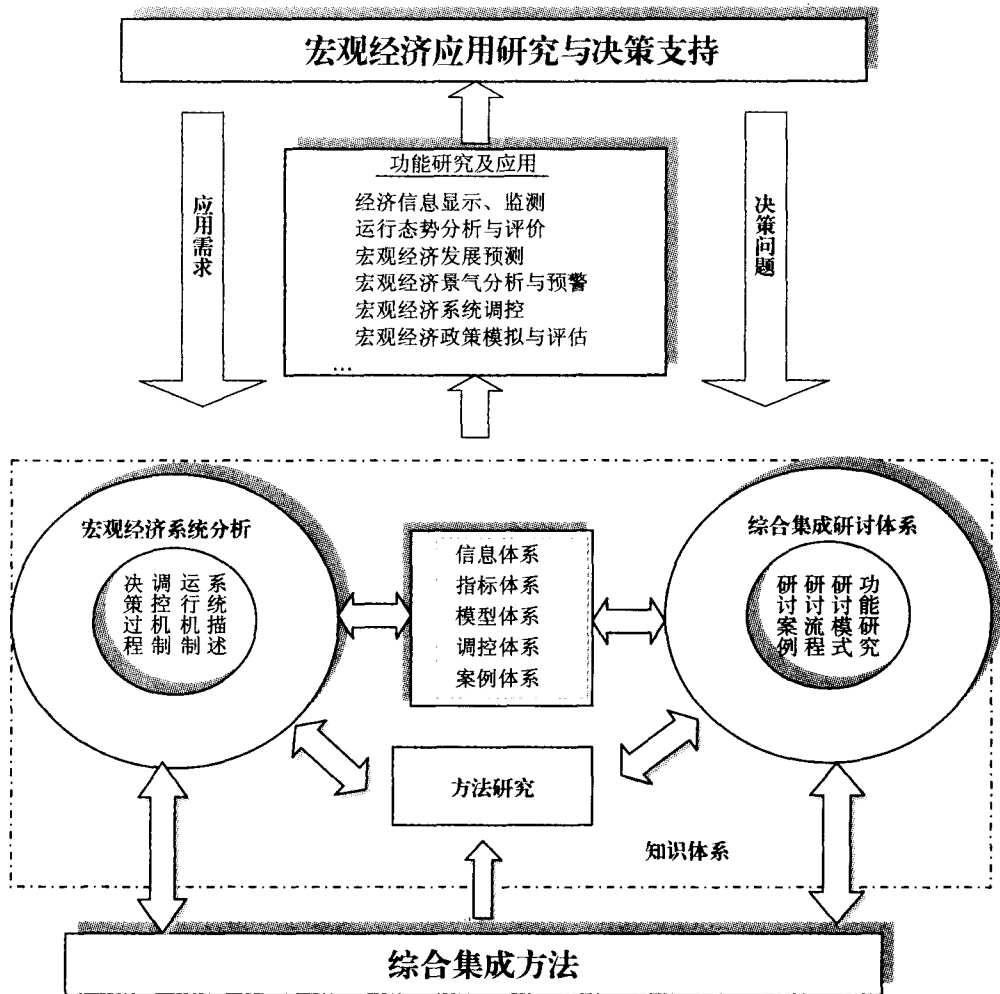 宏观经济应用研究与决策支持
功能研究及应用
经济信息显示、监测
运行态势分析与评价
宏观经济发展预测
宏观经济景气分析与预警
宏观经济系统调控
宏观经济政策模拟与评估
…
应用需求
决策问题
宏观经济系统分析
系统描述
运行机制
调控机制
决策过程
信息体系
指标体系
模型体系
调控体系
案例体系
综合集成研讨体系
功能研究
研讨模式
研讨流程
研讨案例
方法研究
知识体系
综合集成方法